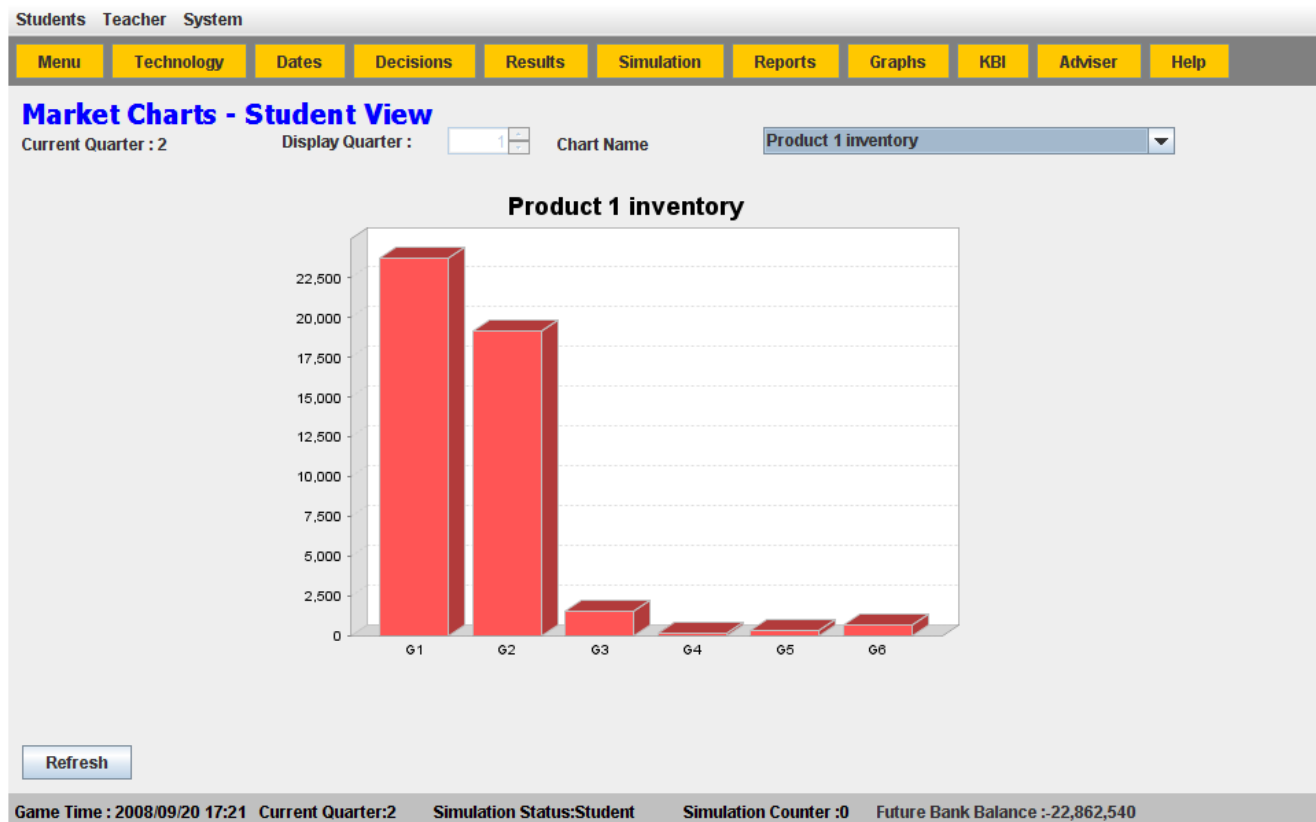 Students Teacher System
Menu Technology Dates Decisions Results Simulation Reports Graphs KBI Adviser Help
Market Charts - Student View
Current Quarter : 2 Display Quarter : 1 Chart Name Product 1 inventory
Product 1 inventory
22,500
20,000
17,500
15,000
12,500
10,000
7,500
5,000
2,500
0
G1 G2 G3 G4 G5 G6
Refresh
Game Time : 2008/09/20 17:21 Current Quarter:2 Simulation Status:Student Simulation Counter :0 Future Bank Balance :-22,862,540